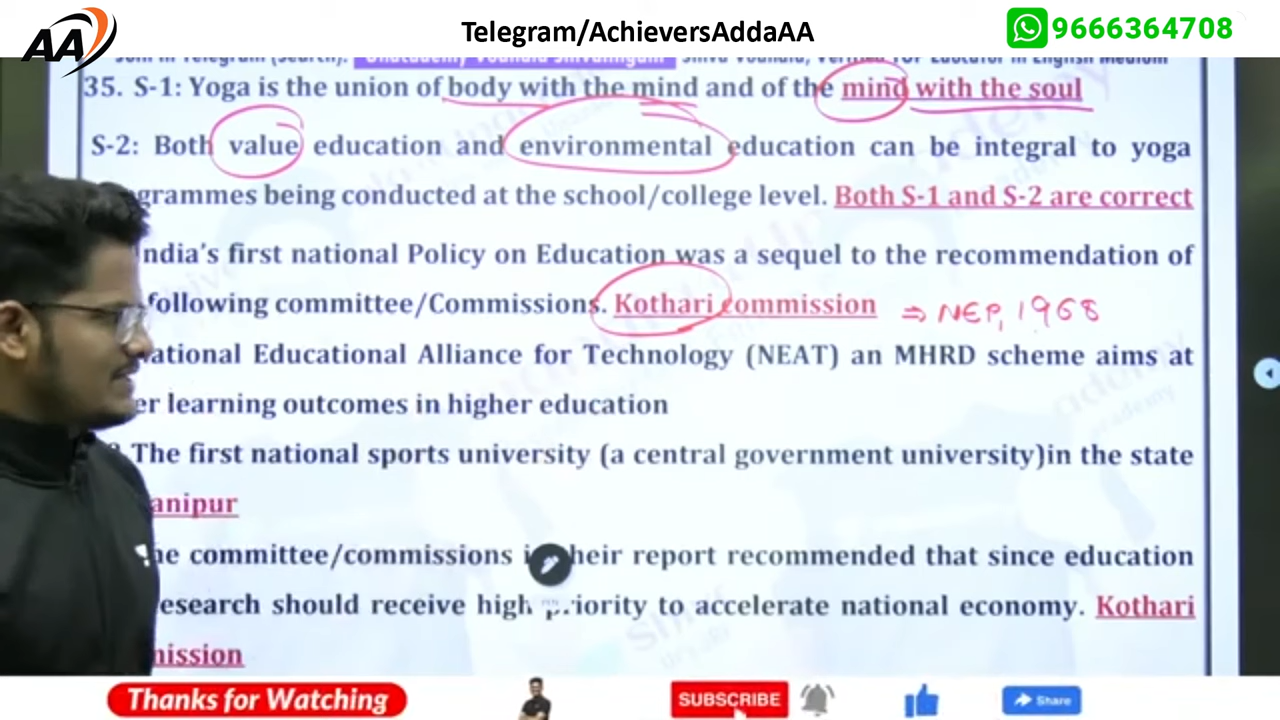 AA
Telegram/AchieversAddaAA
9666364708
35. S-1: Yoga is the union of body with the mind and of the mind with the soul
S-2: Both value education and environmental education can be integral to yoga
grammes being conducted at the school/college level. Both S-1 and S-2 are correct
ndia's first national Policy on Education was a sequel to the recommendation of
following committee/Commissions. Kothari commission ⇒ NEP, 1968
ational Educational Alliance for Technology (NEAT) an MHRD scheme aims at
er learning outcomes in higher education
The first national sports university (a central government university)in the state
anipur
he committee/commissions i heir report recommended that since education
esearch should receive high priority to accelerate national economy. Kothari
mission
Thanks for Watching
SUBSCRIBE
Share